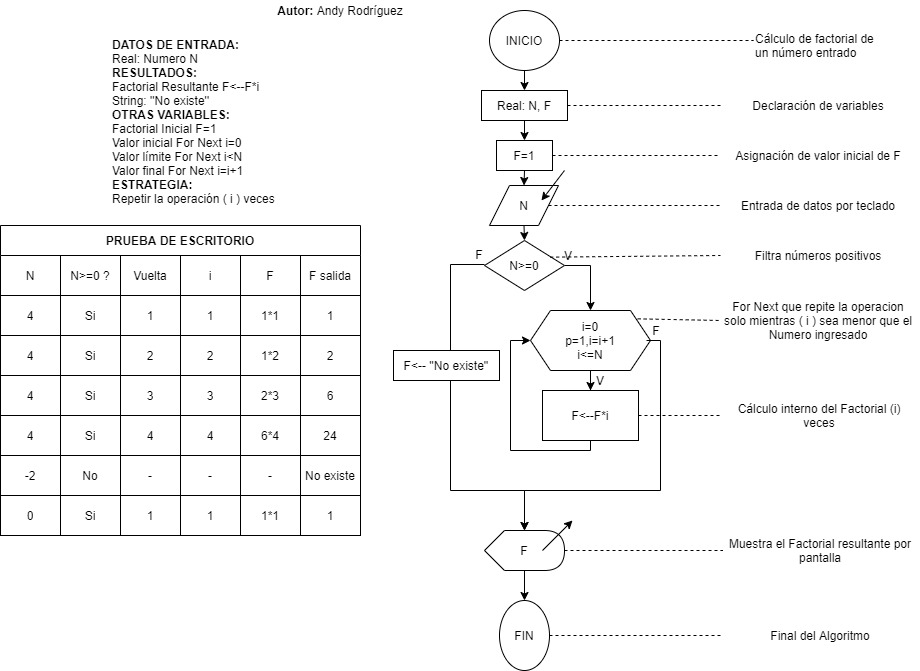 Autor: Andy Rodríguez
DATOS DE ENTRADA:
Real: Numero N
RESULTADOS:
Factorial Resultante F<--F*i
String: "No existe"
OTRAS VARIABLES:
Factorial Inicial F=1
Valor inicial For Next i=0
Valor límite For Next i<N
Valor final For Next i=i+1
ESTRATEGIA:
Repetir la operación ( i ) veces
PRUEBA DE ESCRITORIO
N N>=0 ? Vuelta i F F salida
4 Si 1 1 1*1 1
4 Si 2 2 1*2 2
4 Si 3 3 2*3 6
4 Si 4 4 6*4 24
-2 No - - - No existe
0 Si 1 1 1*1 1
INICIO
Cálculo de factorial de
un número entrado
Real: N, F
Declaración de variables
F=1
Asignación de valor inicial de F
N
Entrada de datos por teclado
F
N>=0
V
Filtra números positivos
i=0
p=1,i=i+1
i<=N
F
V
For Next que repite la operacion
solo mientras ( i ) sea menor que el
Numero ingresado
F<-- "No existe"
F<--F*i
Cálculo interno del Factorial (i)
veces
F
Muestra el Factorial resultante por
pantalla
FIN
Final del Algoritmo